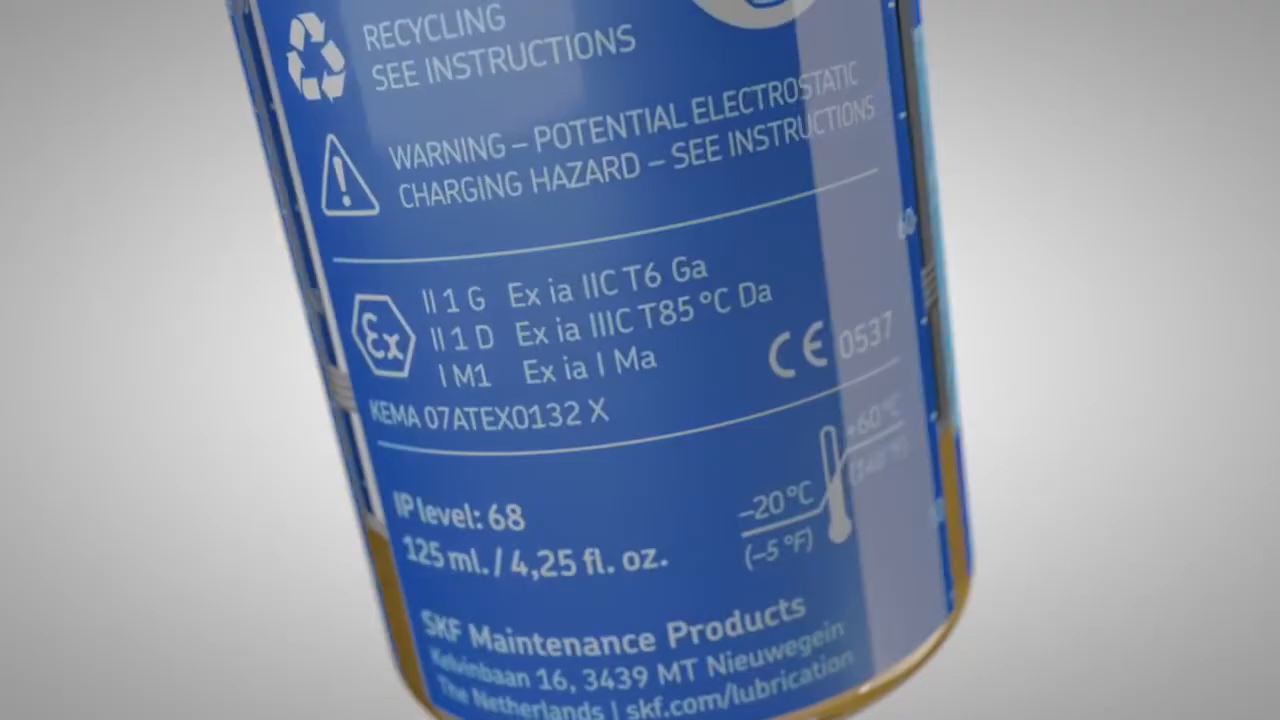 RECYCLING
SEE INSTRUCTIONS
WARNING – POTENTIAL ELECTROSTATIC
CHARGING HAZARD – SEE INSTRUCTIONS
Ex
II 1 G Ex ia IIC T6 Ga
II 1 D Ex ia IIIC T85 °C Da
I M1 Ex ia I Ma
CE 0537
KEMA 07ATEX0132 X
+60 °C
(140 °F)
–20 °C
(–5 °F)
IP level: 68
125 ml. / 4,25 fl. oz.
SKF Maintenance Products
Kelvinbaan 16, 3439 MT Nieuwegein
The Netherlands | skf.com/lubrication
60